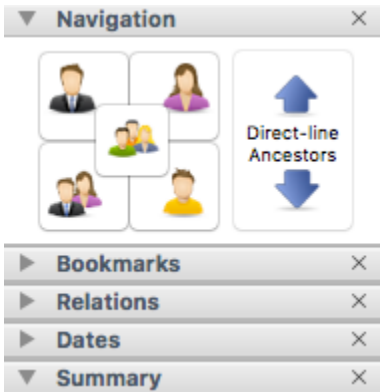 Navigation
Direct-line
Ancestors
Bookmarks
Relations
Dates
Summary